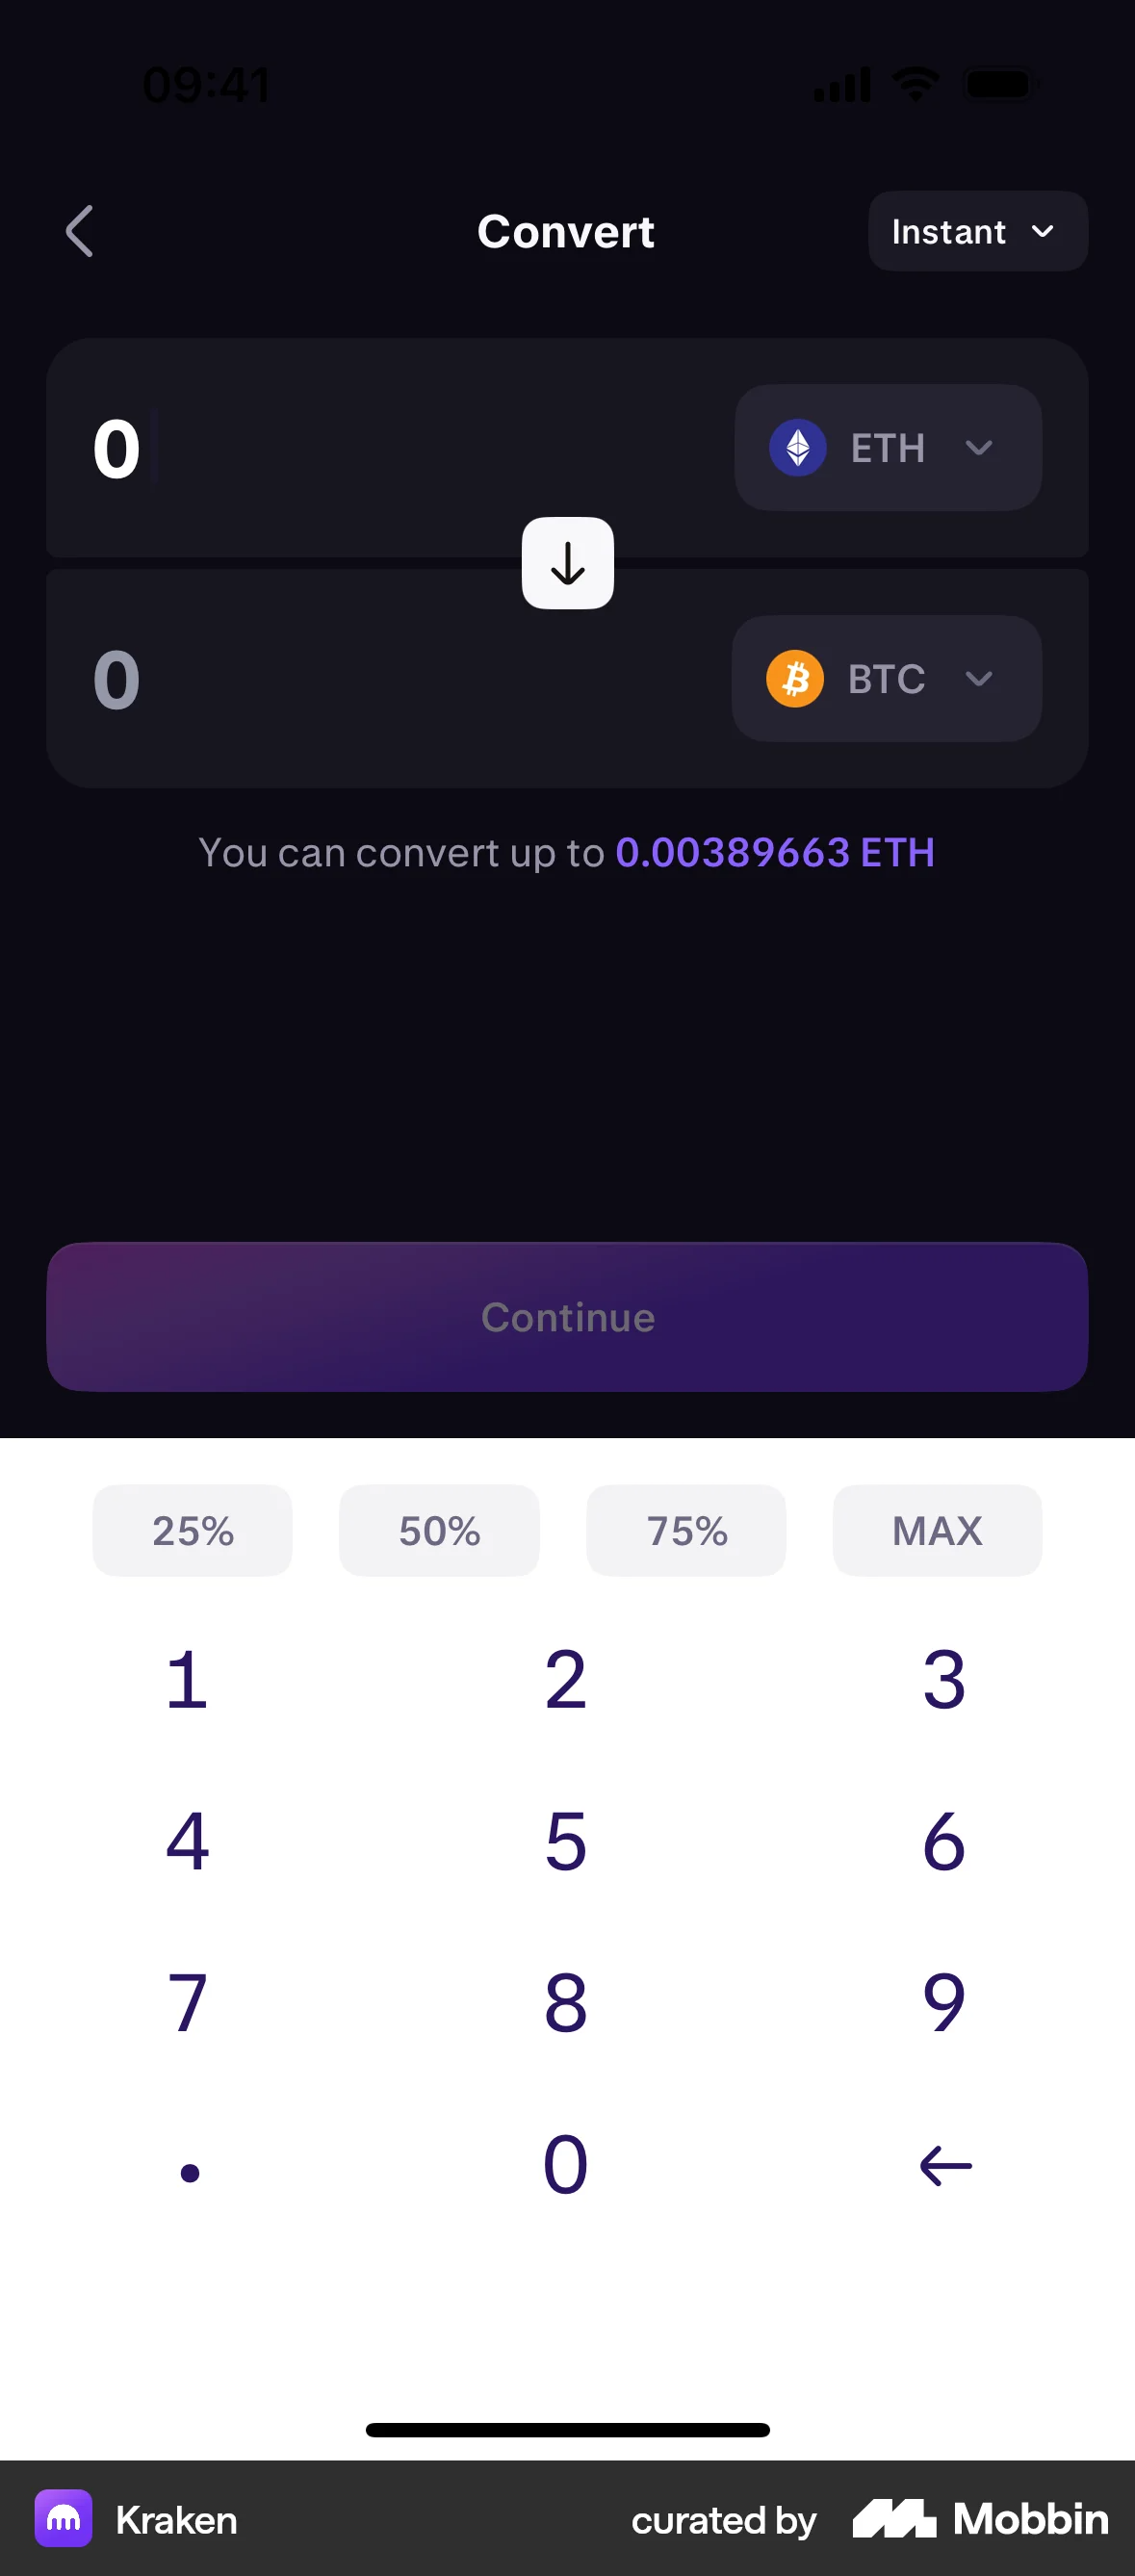 09:41
Convert
Instant
0
ETH
0
BTC
You can convert up to 0.00389663 ETH
Continue
25% 50% 75% MAX
1 2 3
4 5 6
7 8 9
. 0
Kraken
curated by Mobbin